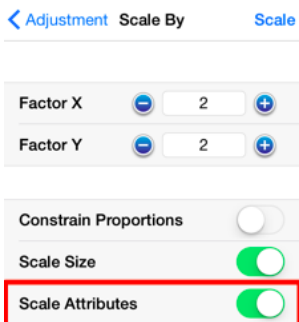 Adjustment Scale By Scale
Factor X 2
Factor Y 2
Constrain Proportions
Scale Size
Scale Attributes